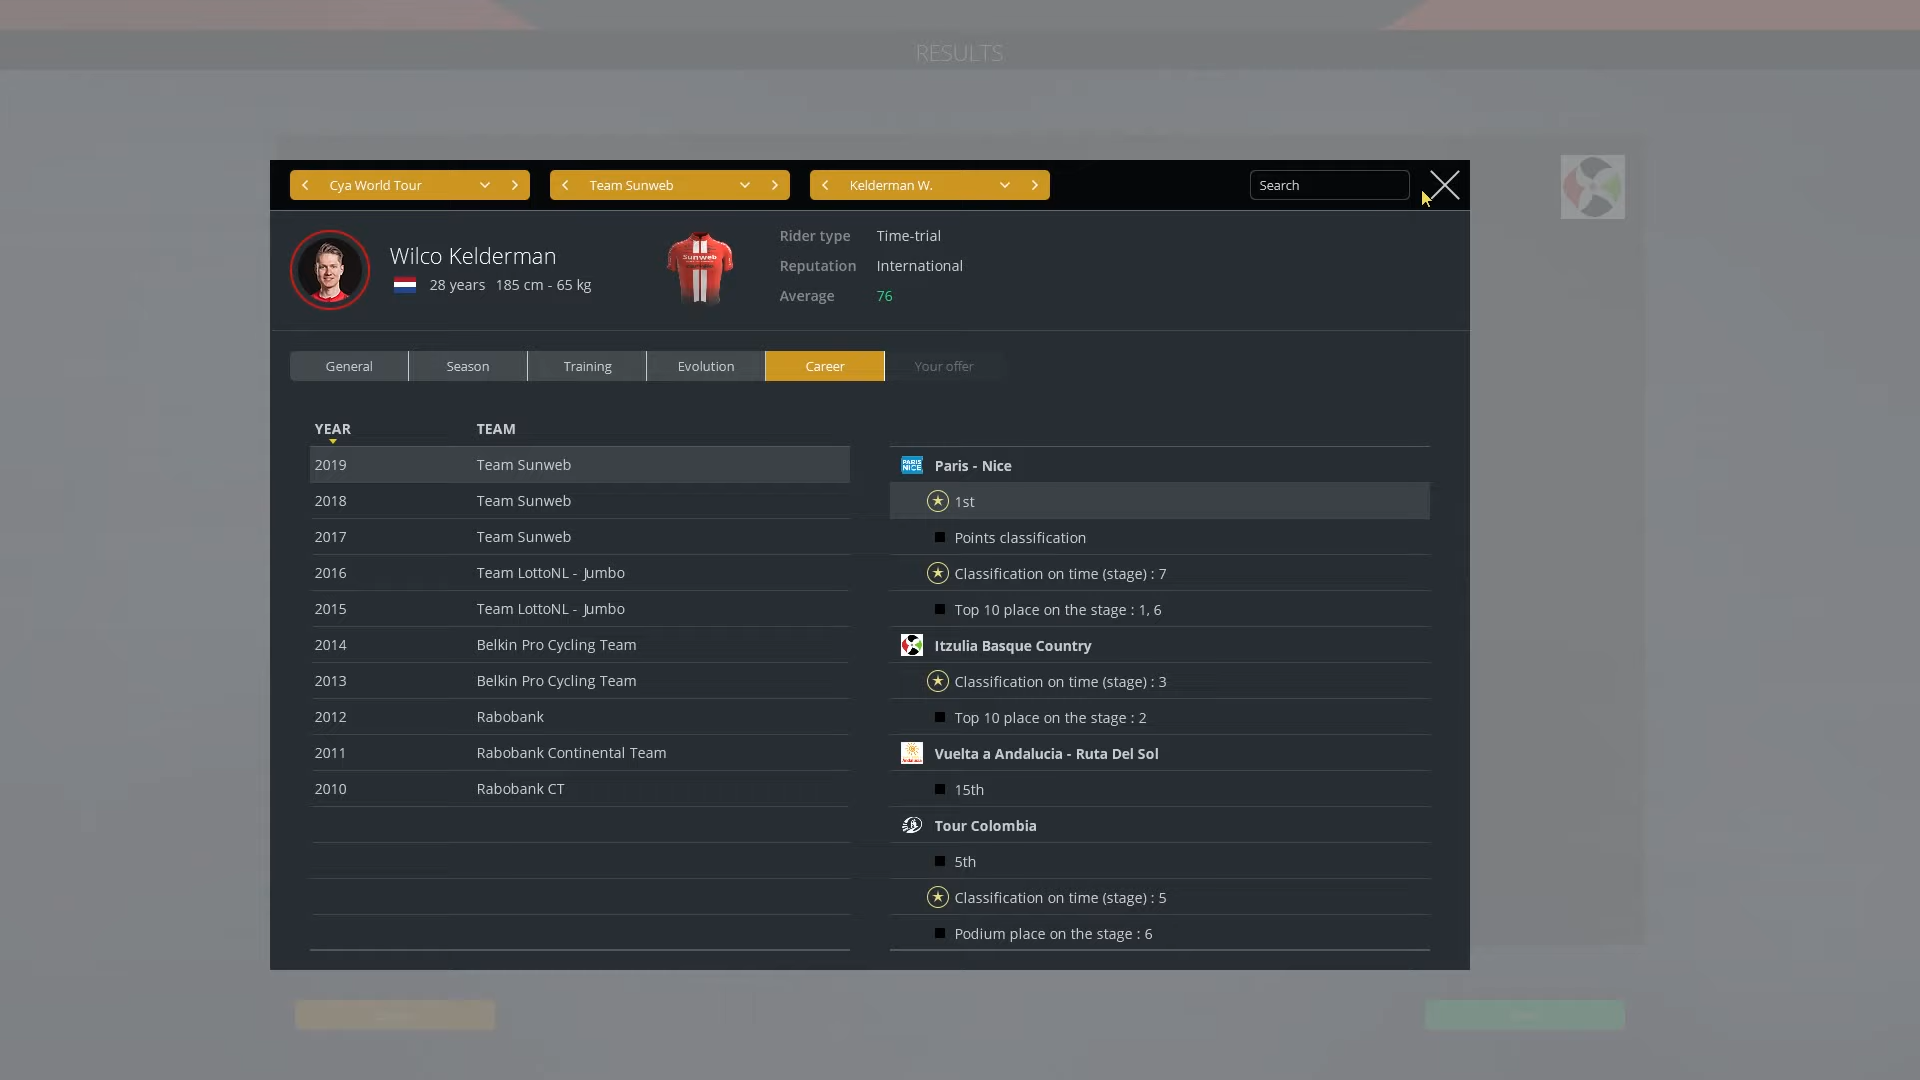 RESULTS
Cya World Tour
Team Sunweb
Kelderman W.
Search
Wilco Kelderman
28 years 185 cm - 65 kg
Sunweb
Rider type Time-trial
Reputation International
Average 76
General Season Training Evolution Career Your offer
YEAR TEAM
2019 Team Sunweb
2018 Team Sunweb
2017 Team Sunweb
2016 Team LottoNL - Jumbo
2015 Team LottoNL - Jumbo
2014 Belkin Pro Cycling Team
2013 Belkin Pro Cycling Team
2012 Rabobank
2011 Rabobank Continental Team
2010 Rabobank CT
PARIS NICE Paris - Nice
1st
Points classification
Classification on time (stage) : 7
Top 10 place on the stage : 1, 6
Itzulia Basque Country
Classification on time (stage) : 3
Top 10 place on the stage : 2
Vuelta a Andalucia - Ruta Del Sol
15th
Tour Colombia
5th
Classification on time (stage) : 5
Podium place on the stage : 6